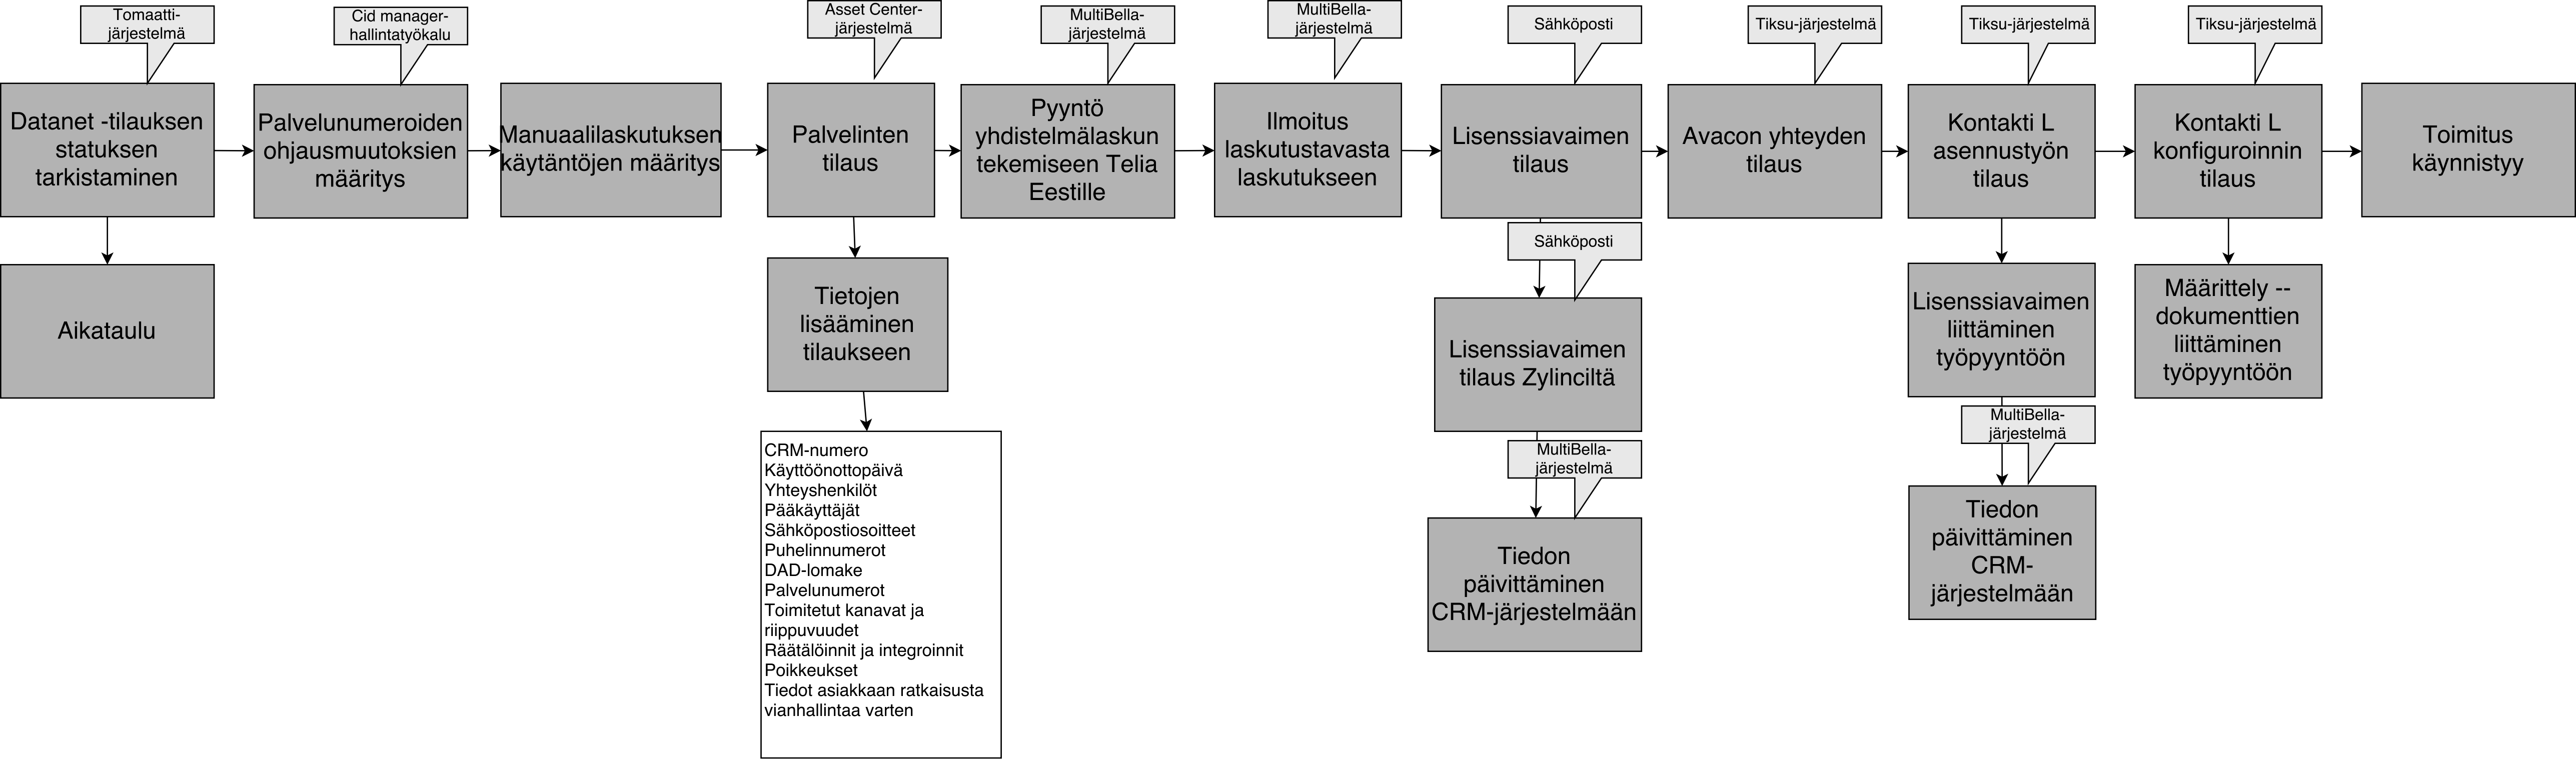 Tomaatti-
järjestelmä
Cid manager-
hallintatyökalu
Asset Center-
järjestelmä
MultiBella-
järjestelmä
MultiBella-
järjestelmä
Sähköposti
Tiksu-järjestelmä
Tiksu-järjestelmä
Tiksu-järjestelmä
Datanet -tilauksen
statuksen
tarkistaminen
Palvelunumeroiden
ohjausmuutoksien
määritys
Manuaalilaskutuksen
käytäntöjen määritys
Palvelinten
tilaus
Pyyntö
yhdistelmälaskun
tekemiseen Telia
Eestille
Ilmoitus
laskutustavasta
laskutukseen
Lisenssiavaimen
tilaus
Avacon yhteyden
tilaus
Kontakti L
asennustyön
tilaus
Kontakti L
konfiguroinnin
tilaus
Toimitus
käynnistyy
Aikataulu
Tietojen
lisääminen
tilaukseen
Sähköposti
Lisenssiavaimen
tilaus Zylinciltä
Lisenssiavaimen
liittäminen
työpyyntöön
Määrittely --
dokumenttien
liittäminen
työpyyntöön
CRM-numero
Käyttöönottopäivä
Yhteyshenkilöt
Pääkäyttäjät
Sähköpostiosoitteet
Puhelinnumerot
DAD-lomake
Palvelunumerot
Toimitetut kanavat ja
riippuvuudet
Räätälöinnit ja integroinnit
Poikkeukset
Tiedot asiakkaan ratkaisusta
vianhallintaa varten
MultiBella-
järjestelmä
Tiedon
päivittäminen
CRM-järjestelmään
MultiBella-
järjestelmä
Tiedon
päivittäminen
CRM-
järjestelmään